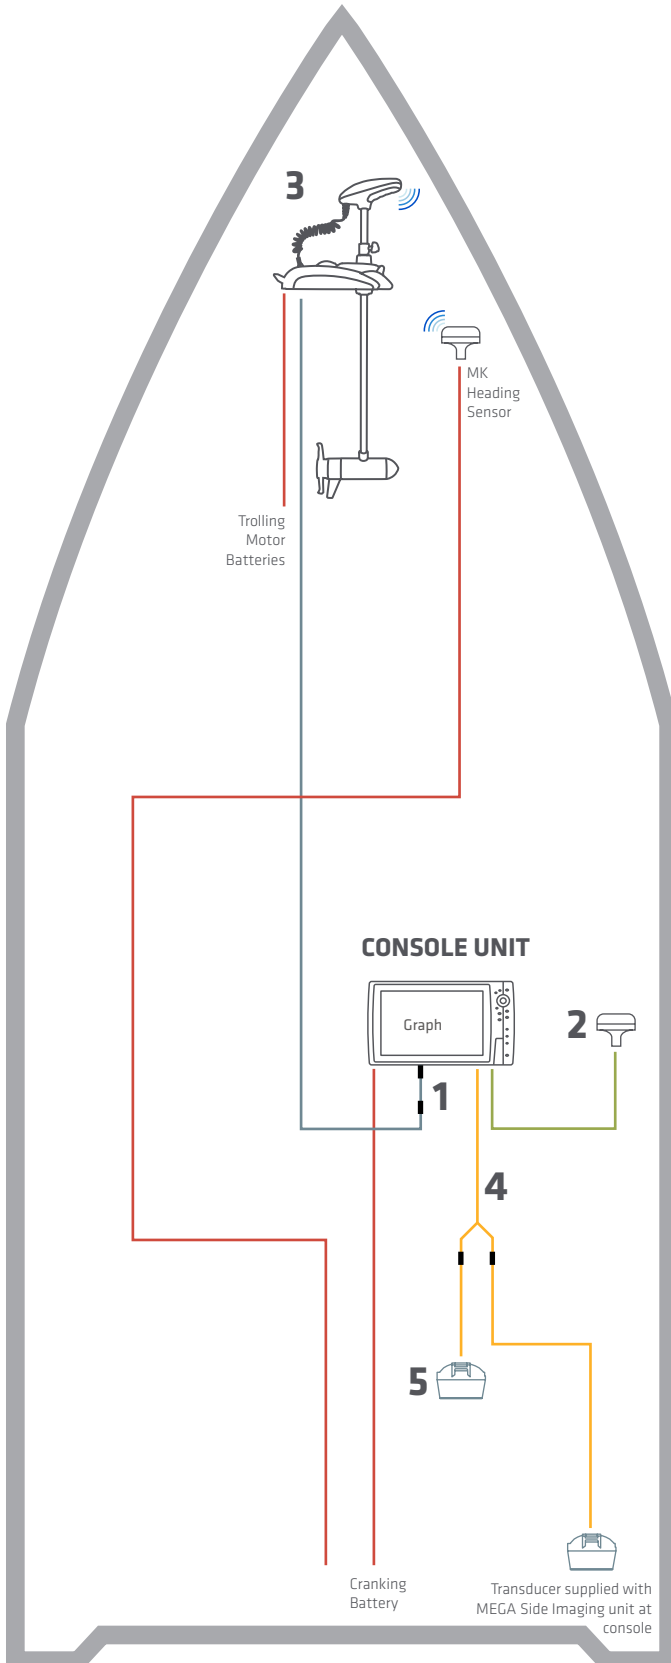 3
MK
Heading
Sensor
Trolling
Motor
Batteries
CONSOLE UNIT
Graph
2
1
4
5
Cranking
Battery
Transducer supplied with
MEGA Side Imaging unit at
console